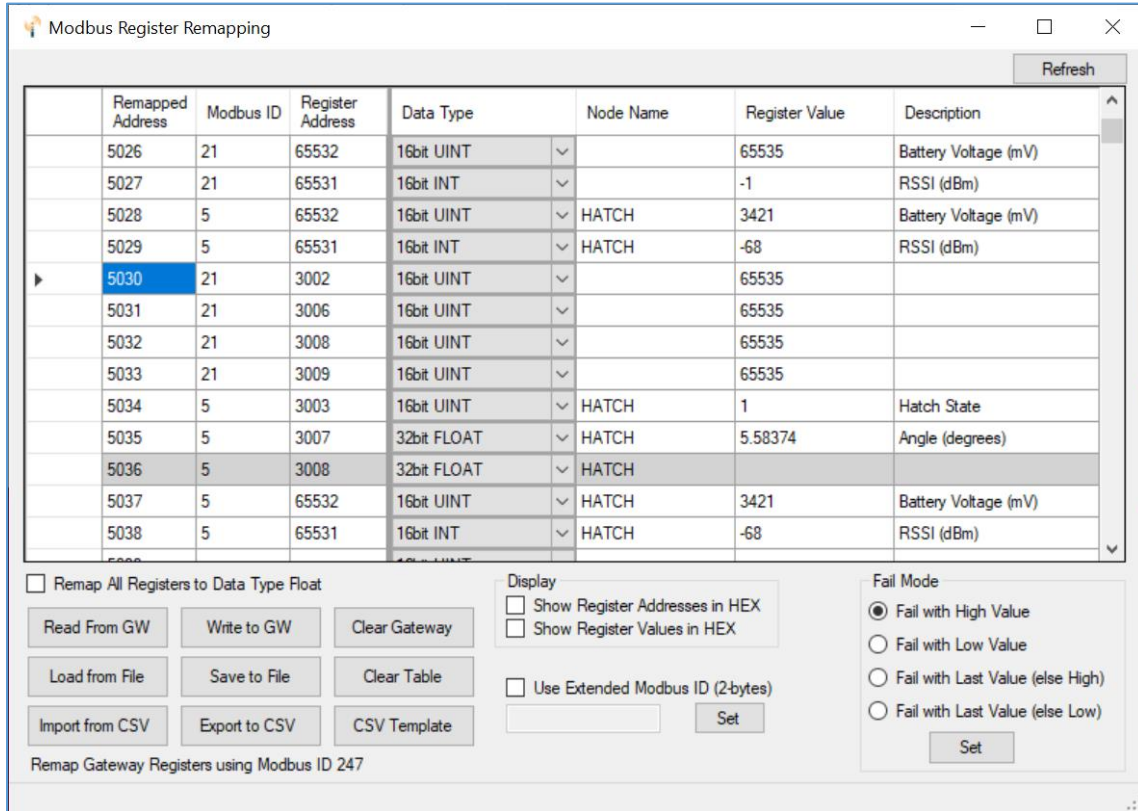 Modbus Register Remapping
Refresh
Remapped Address Modbus ID Register Address Data Type Node Name Register Value Description
5026 21 65532 16bit UINT 65535 Battery Voltage (mV)
5027 21 65531 16bit INT -1 RSSI (dBm)
5028 5 65532 16bit UINT HATCH 3421 Battery Voltage (mV)
5029 5 65531 16bit INT HATCH -68 RSSI (dBm)
5030 21 3002 16bit UINT 65535
5031 21 3006 16bit UINT 65535
5032 21 3008 16bit UINT 65535
5033 21 3009 16bit UINT 65535
5034 5 3003 16bit UINT HATCH 1 Hatch State
5035 5 3007 32bit FLOAT HATCH 5.58374 Angle (degrees)
5036 5 3008 32bit FLOAT HATCH
5037 5 65532 16bit UINT HATCH 3421 Battery Voltage (mV)
5038 5 65531 16bit INT HATCH -68 RSSI (dBm)
Remap All Registers to Data Type Float
Read From GW Write to GW Clear Gateway
Load from File Save to File Clear Table
Import from CSV Export to CSV CSV Template
Remap Gateway Registers using Modbus ID 247
Display
Show Register Addresses in HEX
Show Register Values in HEX
Use Extended Modbus ID (2-bytes)
Set
Fail Mode
Fail with High Value
Fail with Low Value
Fail with Last Value (else High)
Fail with Last Value (else Low)
Set